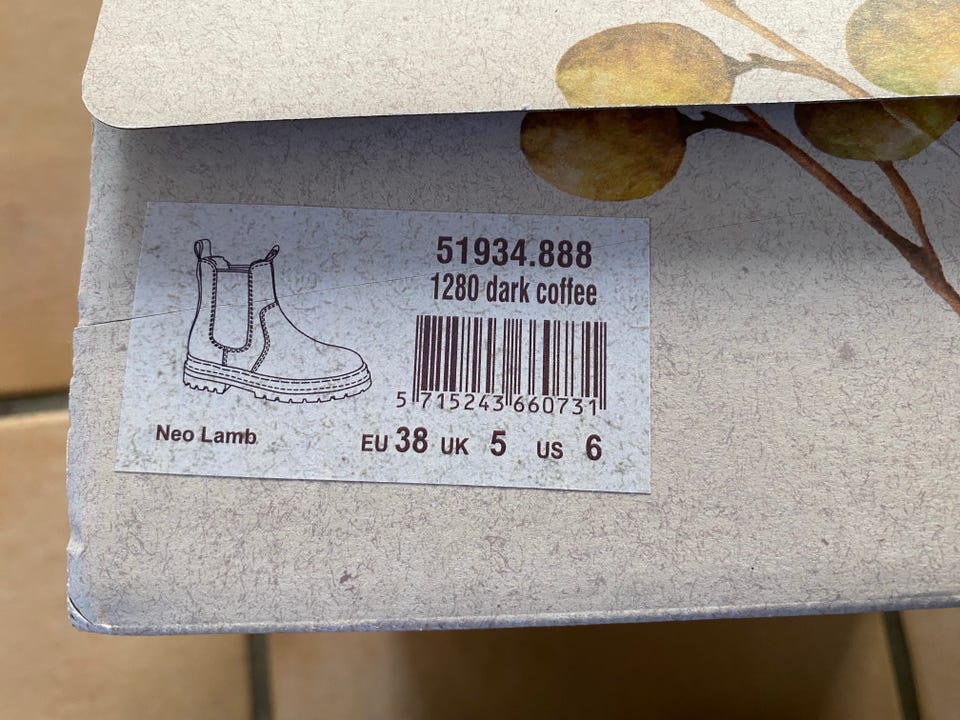 51934.888
1280 dark coffee
5 715243 660731
Neo Lamb
EU 38 UK 5 US 6